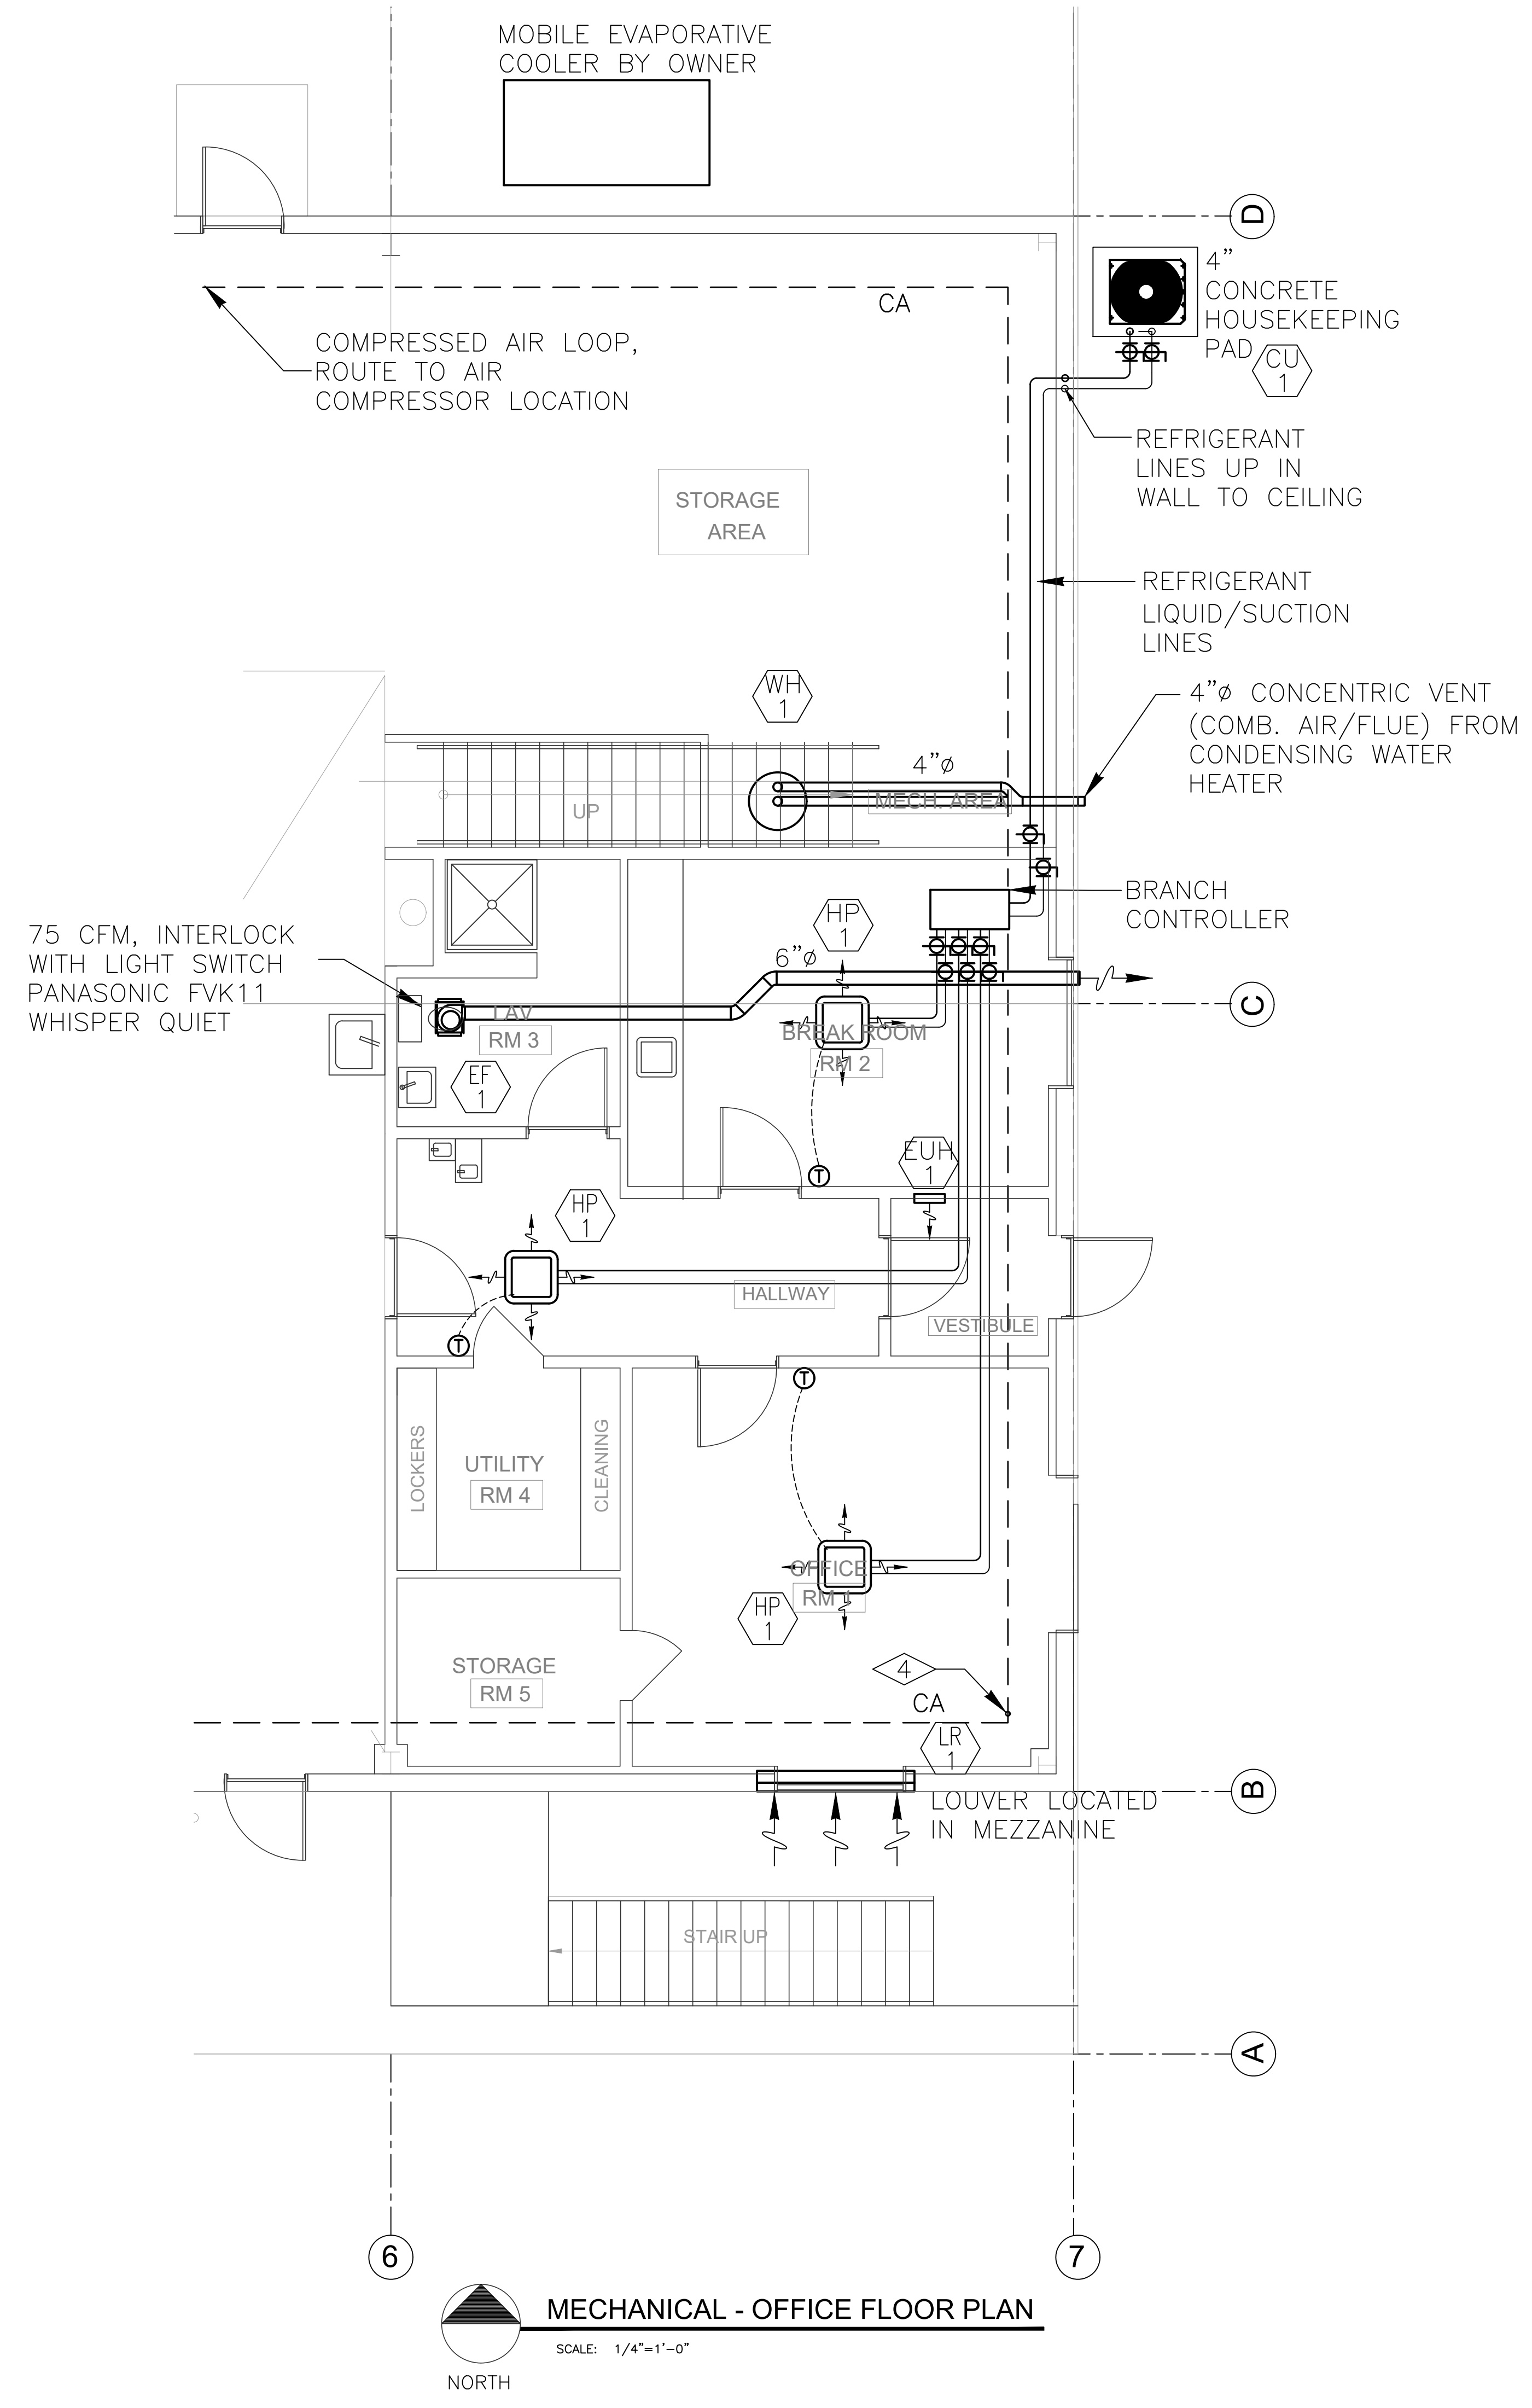 MOBILE EVAPORATIVE
COOLER BY OWNER
D
4”
CONCRETE
HOUSEKEEPING
PAD
CU
1
CA
COMPRESSED AIR LOOP,
ROUTE TO AIR
COMPRESSOR LOCATION
REFRIGERANT
LINES UP IN
WALL TO CEILING
STORAGE
AREA
REFRIGERANT
LIQUID/SUCTION
LINES
WH
1
4”ø CONCENTRIC VENT
(COMB. AIR/FLUE) FROM
CONDENSING WATER
HEATER
4”ø
MECH. AREA
UP
BRANCH
CONTROLLER
HP
1
75 CFM, INTERLOCK
WITH LIGHT SWITCH
PANASONIC FVK11
WHISPER QUIET
6”ø
C
LAV
RM 3
BREAK ROOM
RM 2
EF
1
EUH
1
T
HP
1
HALLWAY
VESTIBULE
T
T
LOCKERS
UTILITY
RM 4
CLEANING
OFFICE
RM 1
HP
1
STORAGE
RM 5
4
CA
LR
1
B
LOUVER LOCATED
IN MEZZANINE
STAIR UP
A
6
7
MECHANICAL - OFFICE FLOOR PLAN
SCALE: 1/4”=1’-0”
NORTH